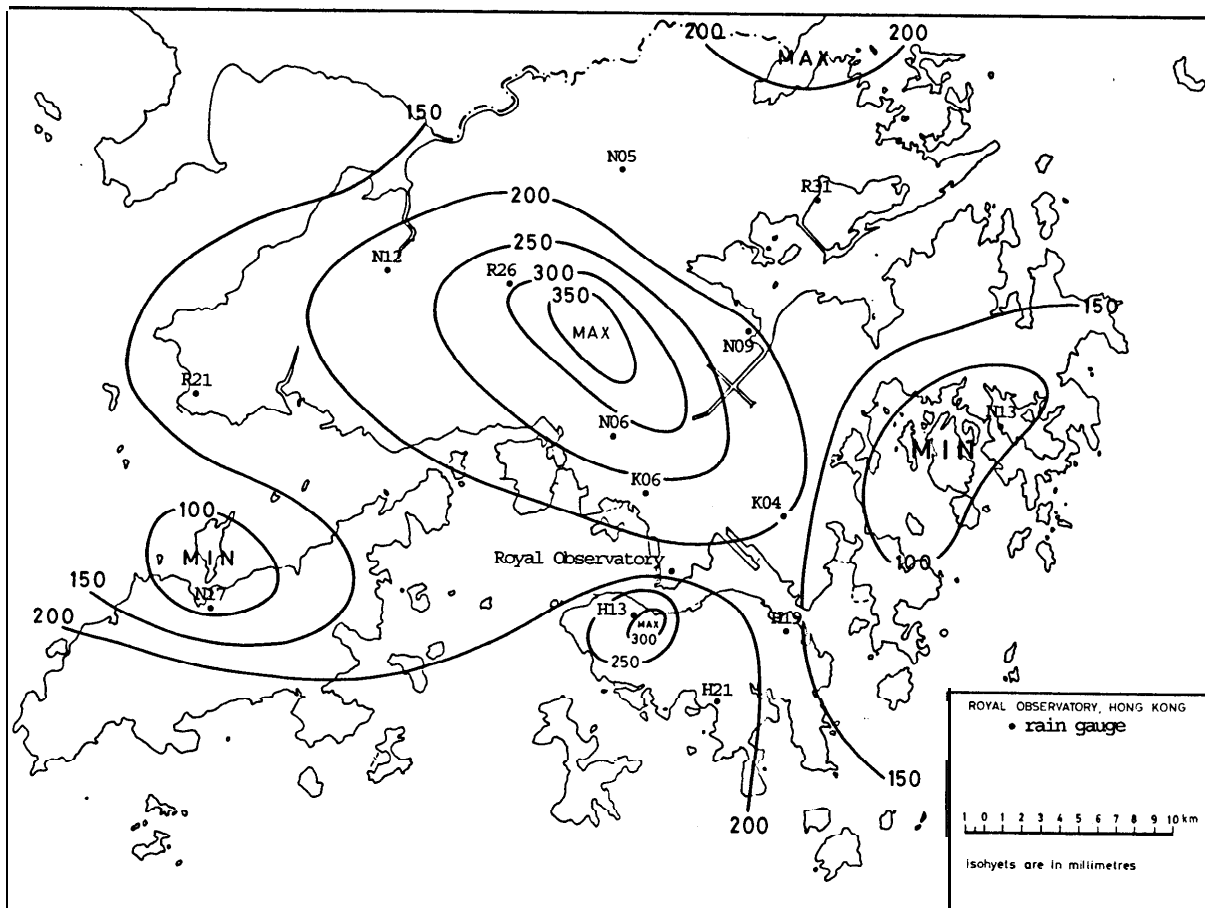 200
200
MAX
150
N05
R31
200
250
N12
R26
300
350
MAX
150
N09
R21
N13
N06
MIN
K06
K04
100
MIN
Royal Observatory
100
150
N17
200
H13
MAX
300
H19
250
H21
ROYAL OBSERVATORY, HONG KONG
• rain gauge
150
200
1 0 1 2 3 4 5 6 7 8 9 10 km
isohyets are in millimetres